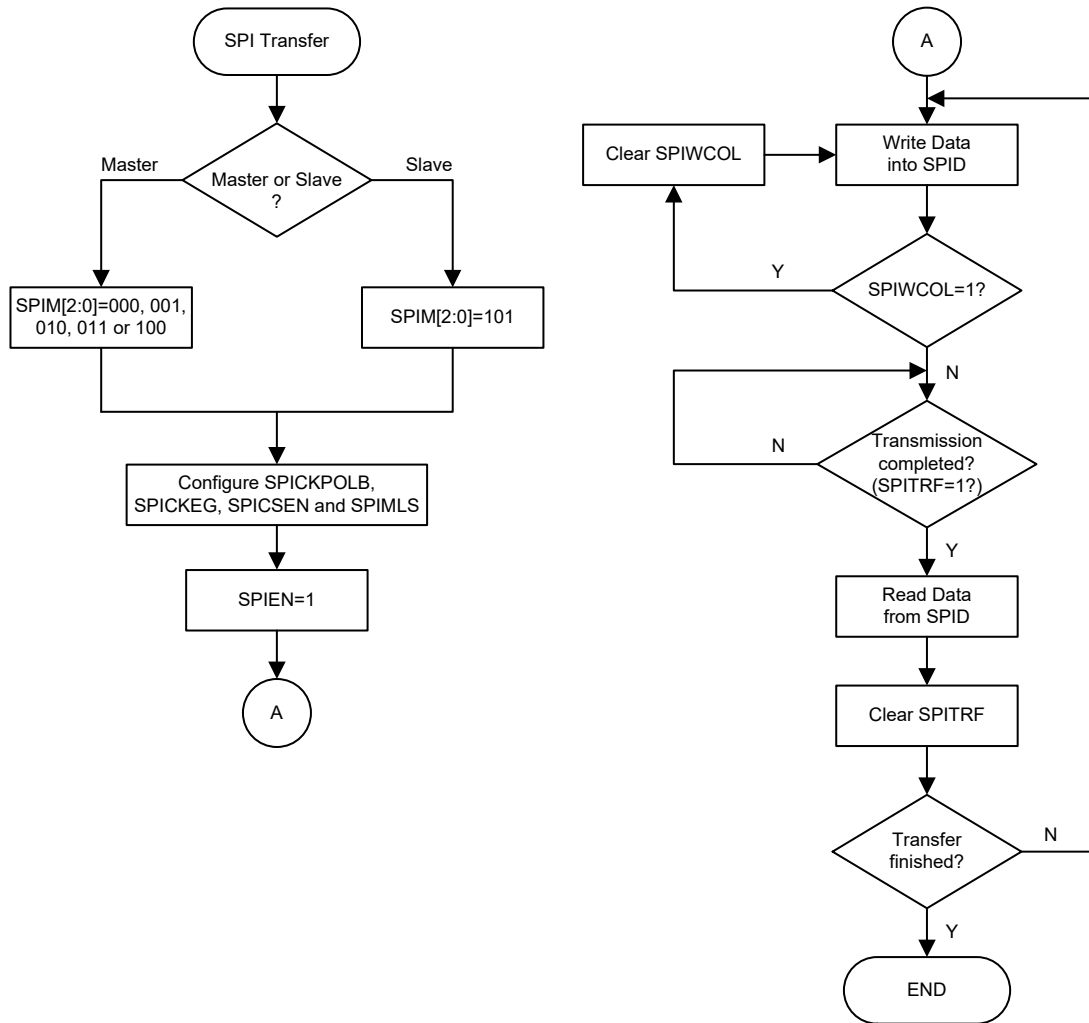 SPI Transfer
Master or Slave
?
Master
Slave
SPIM[2:0]=000, 001,
010, 011 or 100
SPIM[2:0]=101
Configure SPICKPOLB,
SPICKEG, SPICSEN and SPIMLS
SPIEN=1
A
A
Clear SPIWCOL
Write Data
into SPID
Y
SPIWCOL=1?
N
N
Transmission
completed?
(SPITRF=1?)
Y
Read Data
from SPID
Clear SPITRF
Transfer
finished?
N
Y
END